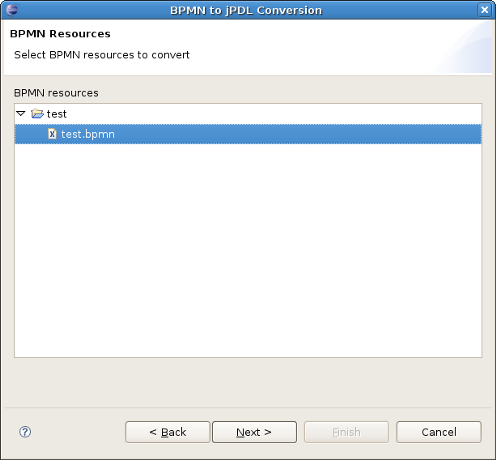 BPMN to jPDL Conversion
BPMN Resources
Select BPMN resources to convert
BPMN resources
test
test.bpmn
< Back
Next >
Finish
Cancel